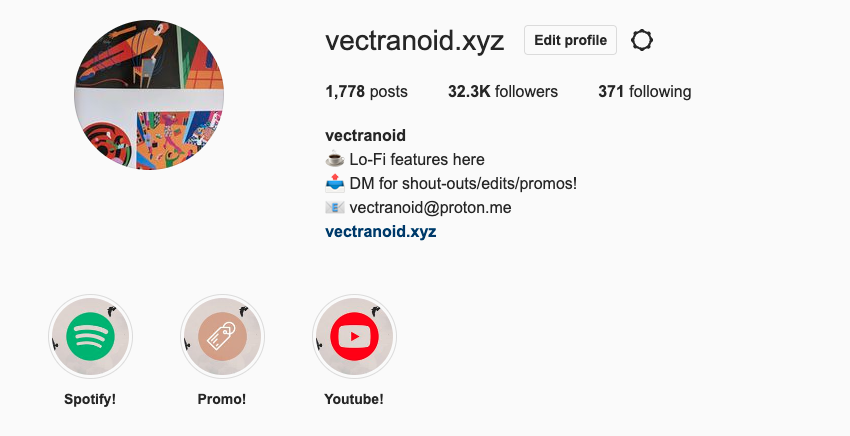 vectranoid.xyz Edit profile
1,778 posts 32.3K followers 371 following
vectranoid
☕ Lo-Fi features here
📤 DM for shout-outs/edits/promos!
📧 vectranoid@proton.me
vectranoid.xyz
Spotify! Promo! Youtube!